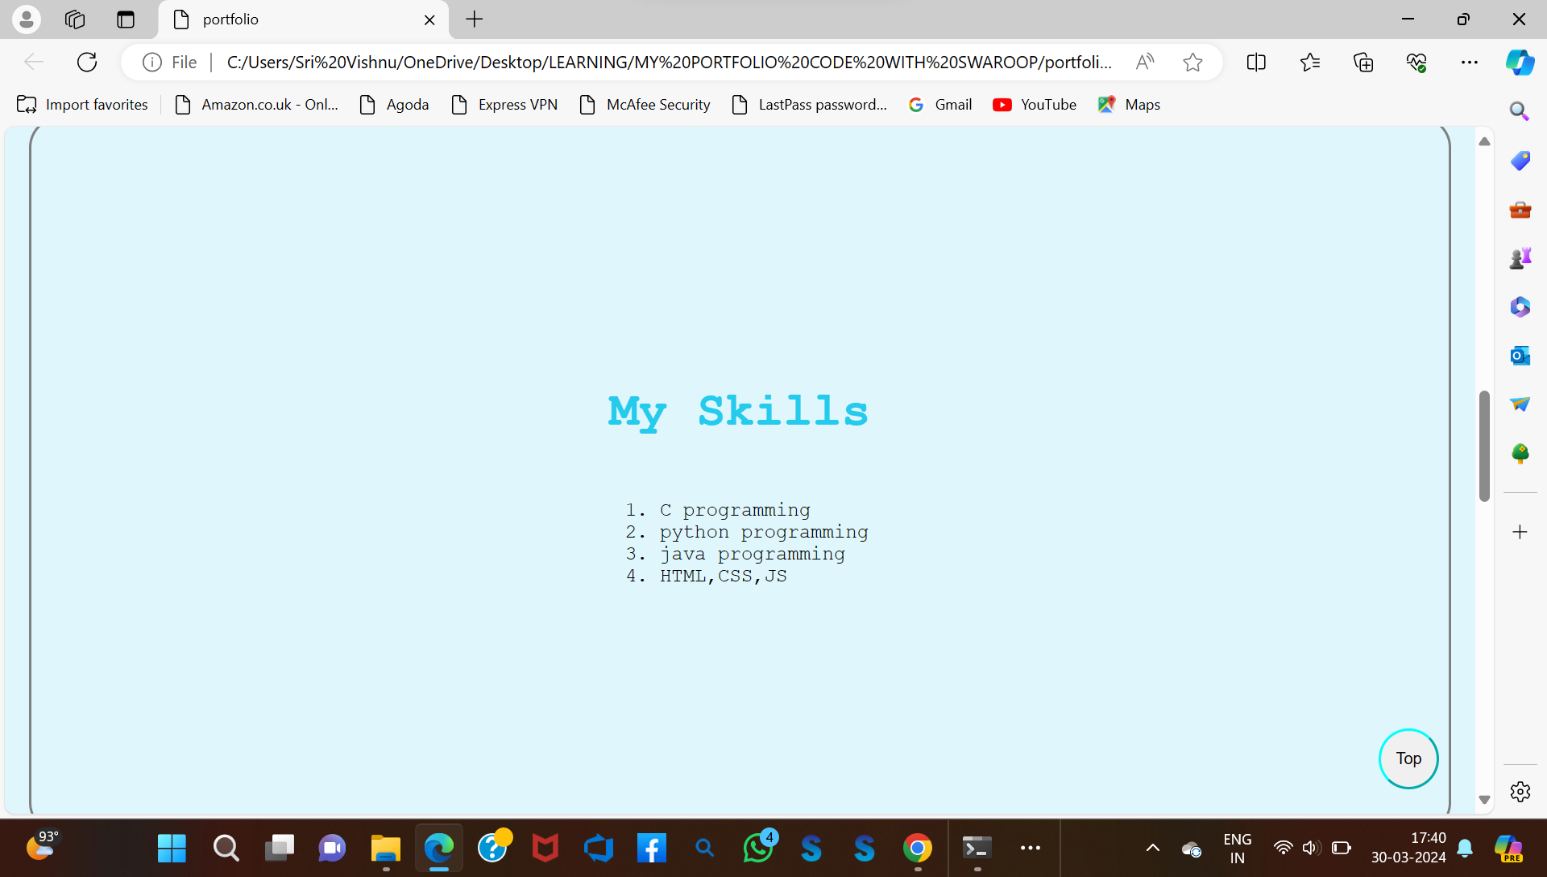 portfolio
File | C:/Users/Sri%20Vishnu/OneDrive/Desktop/LEARNING/MY%20PORTFOLIO%20CODE%20WITH%20SWAROOP/portfoli...
Import favorites Amazon.co.uk - Onl... Agoda Express VPN McAfee Security LastPass password... Gmail YouTube Maps
My Skills
1. C programming
2. python programming
3. java programming
4. HTML,CSS,JS
Top
93°
4
ENG
IN
17:40
30-03-2024
PRE